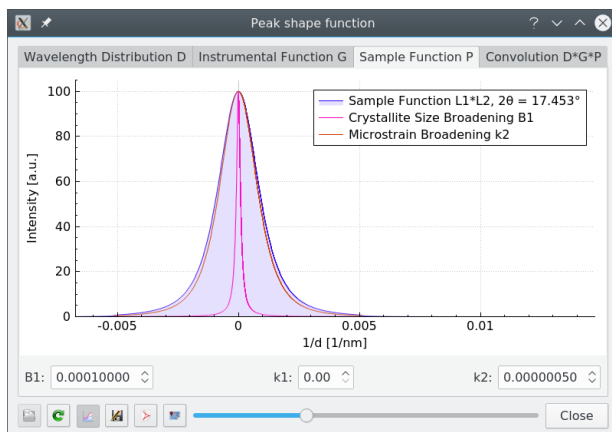 Peak shape function
Wavelength Distribution D
Instrumental Function G
Sample Function P
Convolution D*G*P
Sample Function L1*L2, 2θ = 17.453°
Crystallite Size Broadening B1
Microstrain Broadening k2
Intensity [a.u.]
100
80
60
40
20
0
-0.005
0
0.005
0.01
1/d [1/nm]
B1: 0.00010000
k1: 0.00
k2: 0.00000050
Close